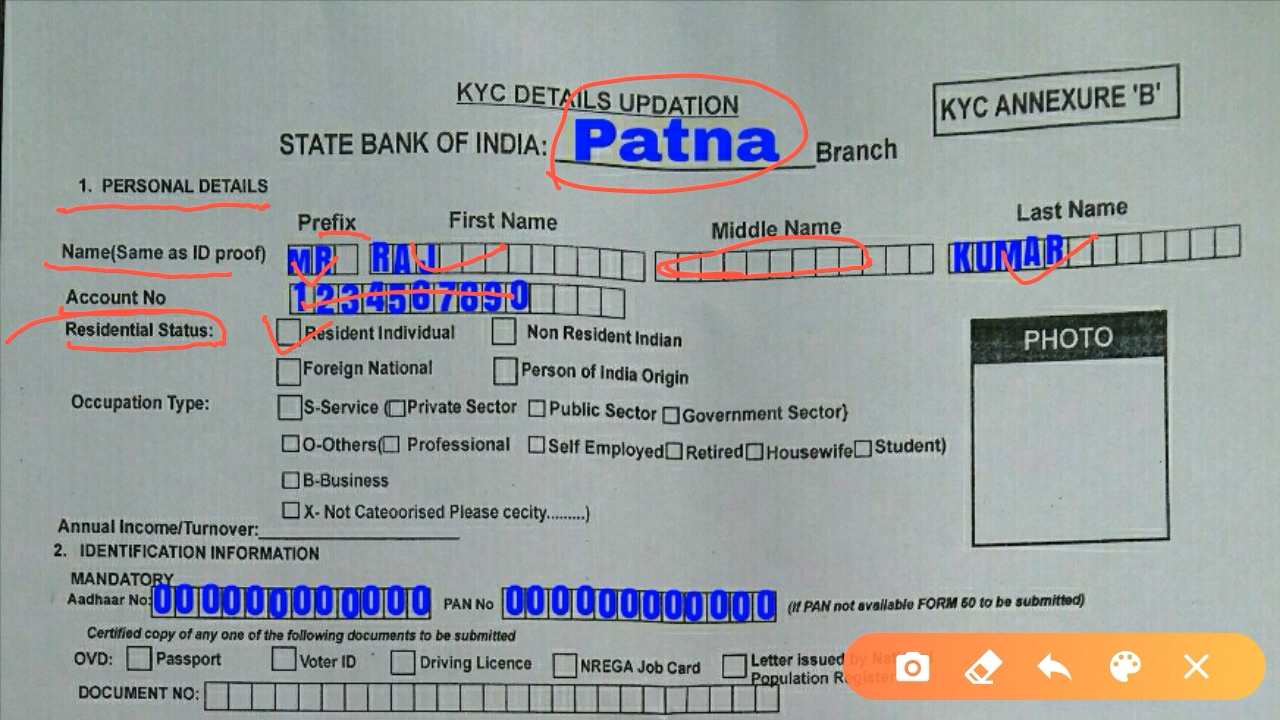 KYC DETAILS UPDATION
KYC ANNEXURE 'B'
STATE BANK OF INDIA: Patna Branch
1. PERSONAL DETAILS
Prefix First Name Middle Name Last Name
Name(Same as ID proof) MR RAJ KUMAR
Account No 1234567890
Residential Status: Resident Individual Non Resident Indian
Foreign National Person of India Origin
PHOTO
Occupation Type: S-Service ( Private Sector Public Sector Government Sector}
O-Others( Professional Self Employed Retired Housewife Student)
B-Business
X- Not Cateoorised Please cecity.........)
Annual Income/Turnover:
2. IDENTIFICATION INFORMATION
MANDATORY
Aadhaar No: 000000000000 PAN No 000000000000 (If PAN not available FORM 60 to be submitted)
Certified copy of any one of the following documents to be submitted
OVD: Passport Voter ID Driving Licence NREGA Job Card Letter issued by National
Population Register
DOCUMENT NO: